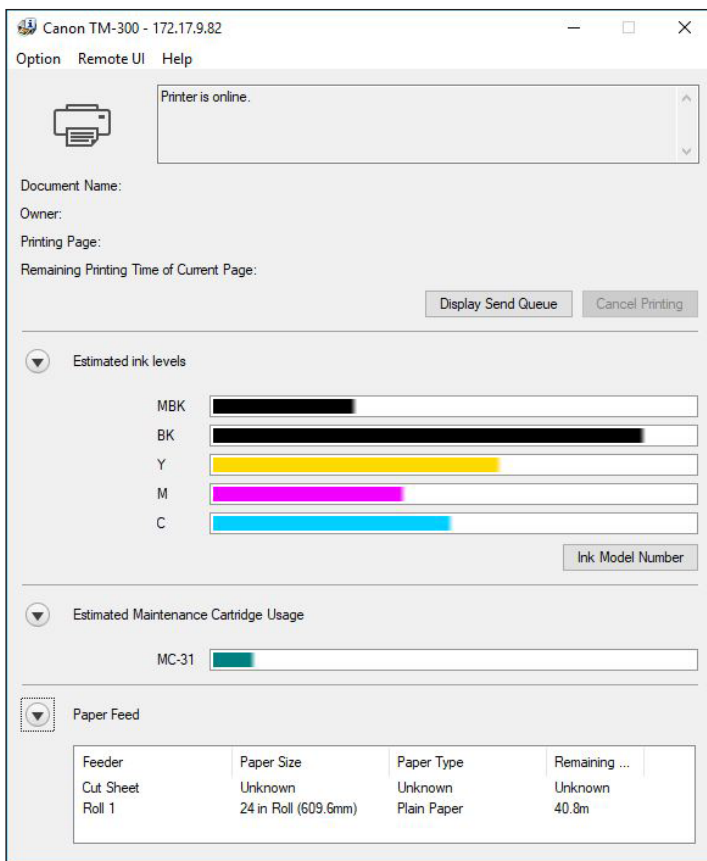 Canon TM-300 - 172.17.9.82
Option Remote UI Help
Printer is online.
Document Name:
Owner:
Printing Page:
Remaining Printing Time of Current Page:
Display Send Queue Cancel Printing
Estimated ink levels
MBK
BK
Y
M
C
Ink Model Number
Estimated Maintenance Cartridge Usage
MC-31
Paper Feed
Feeder Paper Size Paper Type Remaining ...
Cut Sheet Unknown Unknown Unknown
Roll 1 24 in Roll (609.6mm) Plain Paper 40.8m